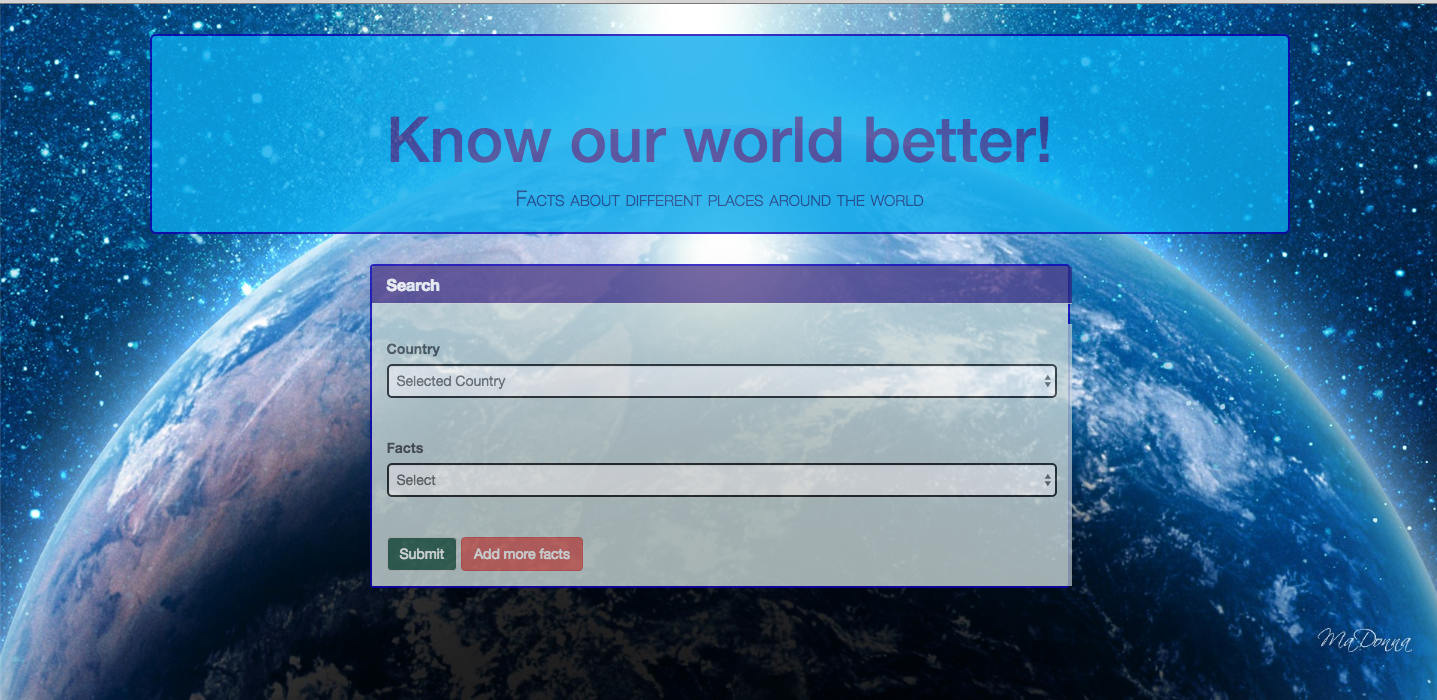 Know our world better!
Facts about different places around the world
Search
Country
Selected Country
Facts
Select
Submit Add more facts
MaDonna